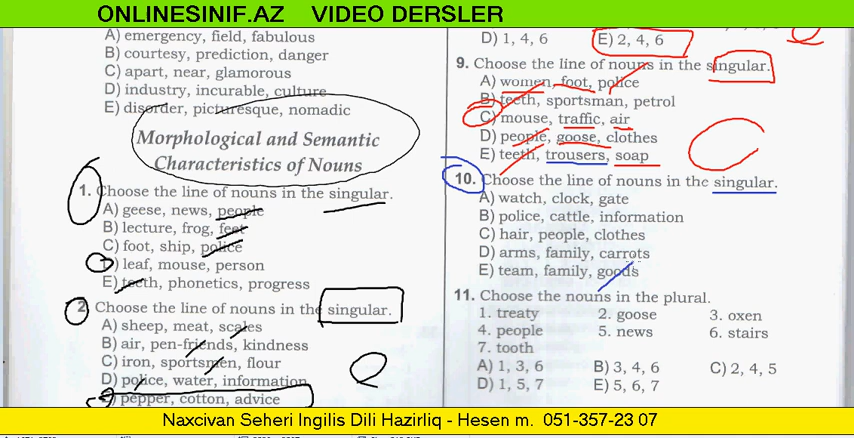 ONLINESINIF.AZ VIDEO DERSLER
A) emergency, field, fabulous
B) courtesy, prediction, danger
C) apart, near, glamorous
D) industry, incurable, culture
E) disorder, picturesque, nomadic
Morphological and Semantic
Characteristics of Nouns
1. Choose the line of nouns in the singular.
A) geese, news, people
B) lecture, frog, feet
C) foot, ship, police
D) leaf, mouse, person
E) teeth, phonetics, progress
2. Choose the line of nouns in the singular.
A) sheep, meat, scales
B) air, pen-friends, kindness
C) iron, sportsmen, flour
D) police, water, information
E) pepper, cotton, advice
D) 1, 4, 6 E) 2, 4, 6
9. Choose the line of nouns in the singular.
A) women, foot, police
B) teeth, sportsman, petrol
C) mouse, traffic, air
D) people, goose, clothes
E) teeth, trousers, soap
10. Choose the line of nouns in the singular.
A) watch, clock, gate
B) police, cattle, information
C) hair, people, clothes
D) arms, family, carrots
E) team, family, goods
11. Choose the nouns in the plural.
1. treaty 2. goose 3. oxen
4. people 5. news 6. stairs
7. tooth
A) 1, 3, 6 B) 3, 4, 6 C) 2, 4, 5
D) 1, 5, 7 E) 5, 6, 7
Naxcivan Seheri Ingilis Dili Hazirliq - Hesen m. 051-357-23 07